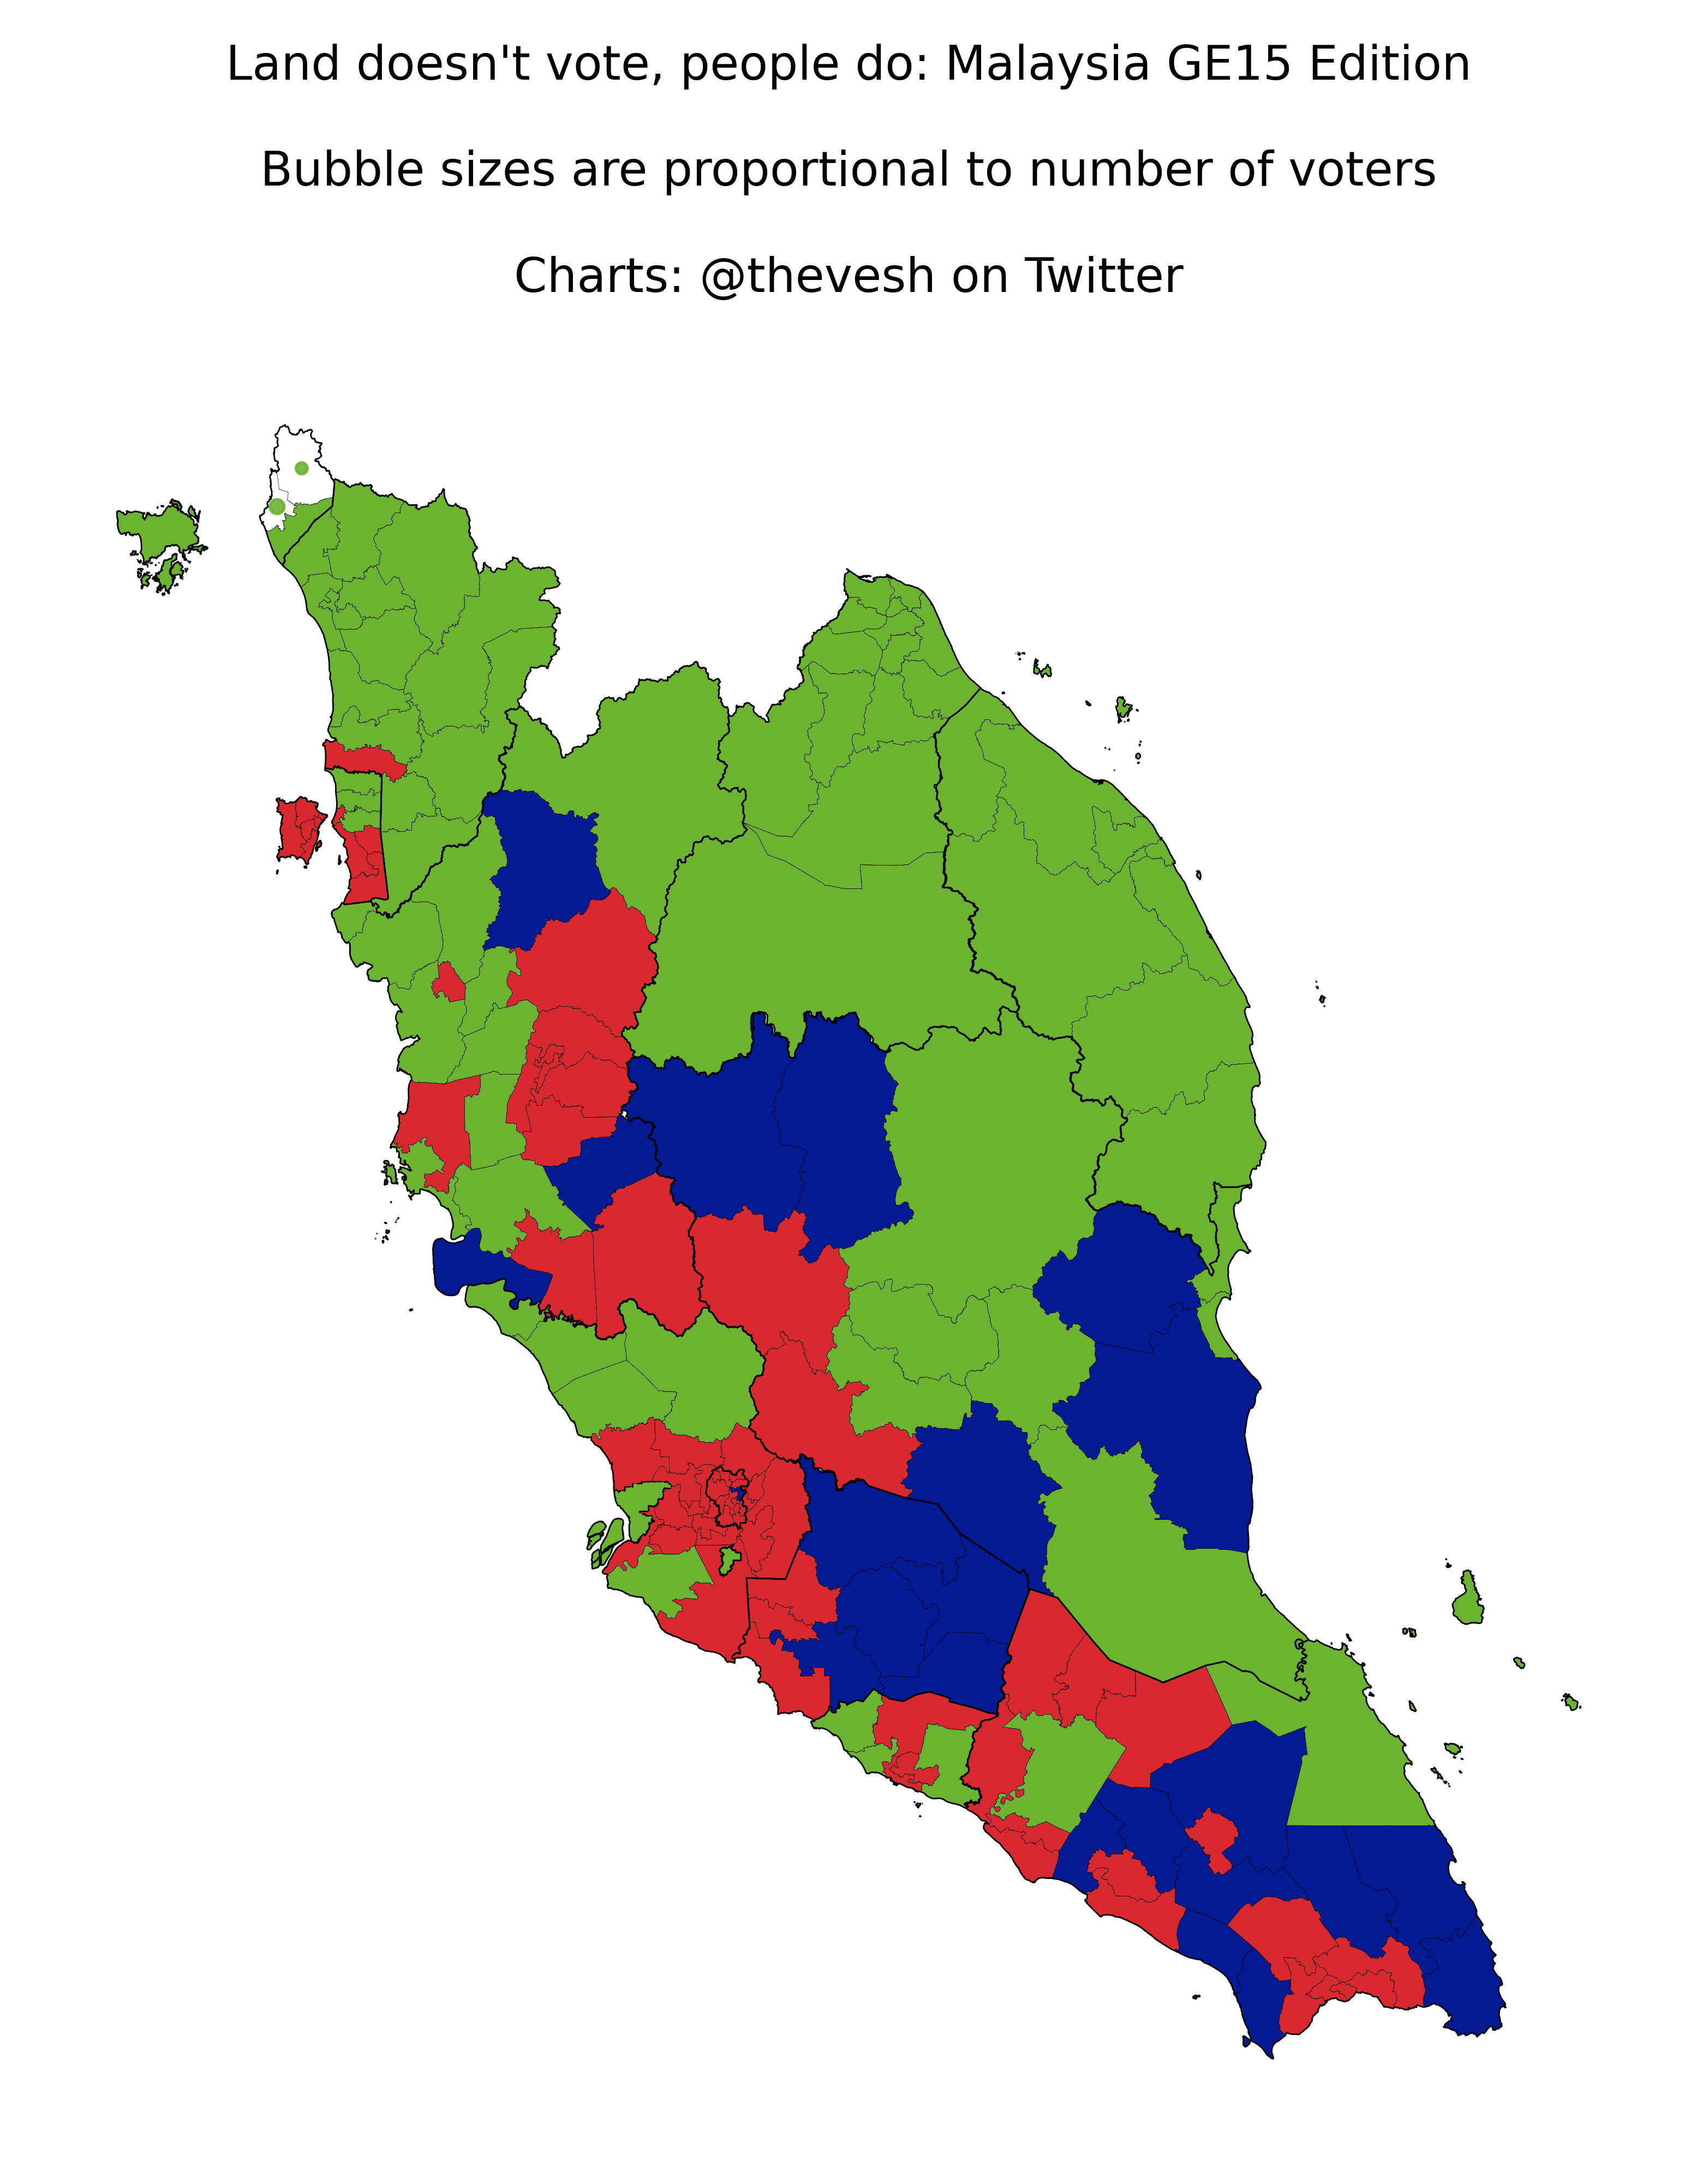 Land doesn't vote, people do: Malaysia GE15 Edition
Bubble sizes are proportional to number of voters
Charts: @thevesh on Twitter